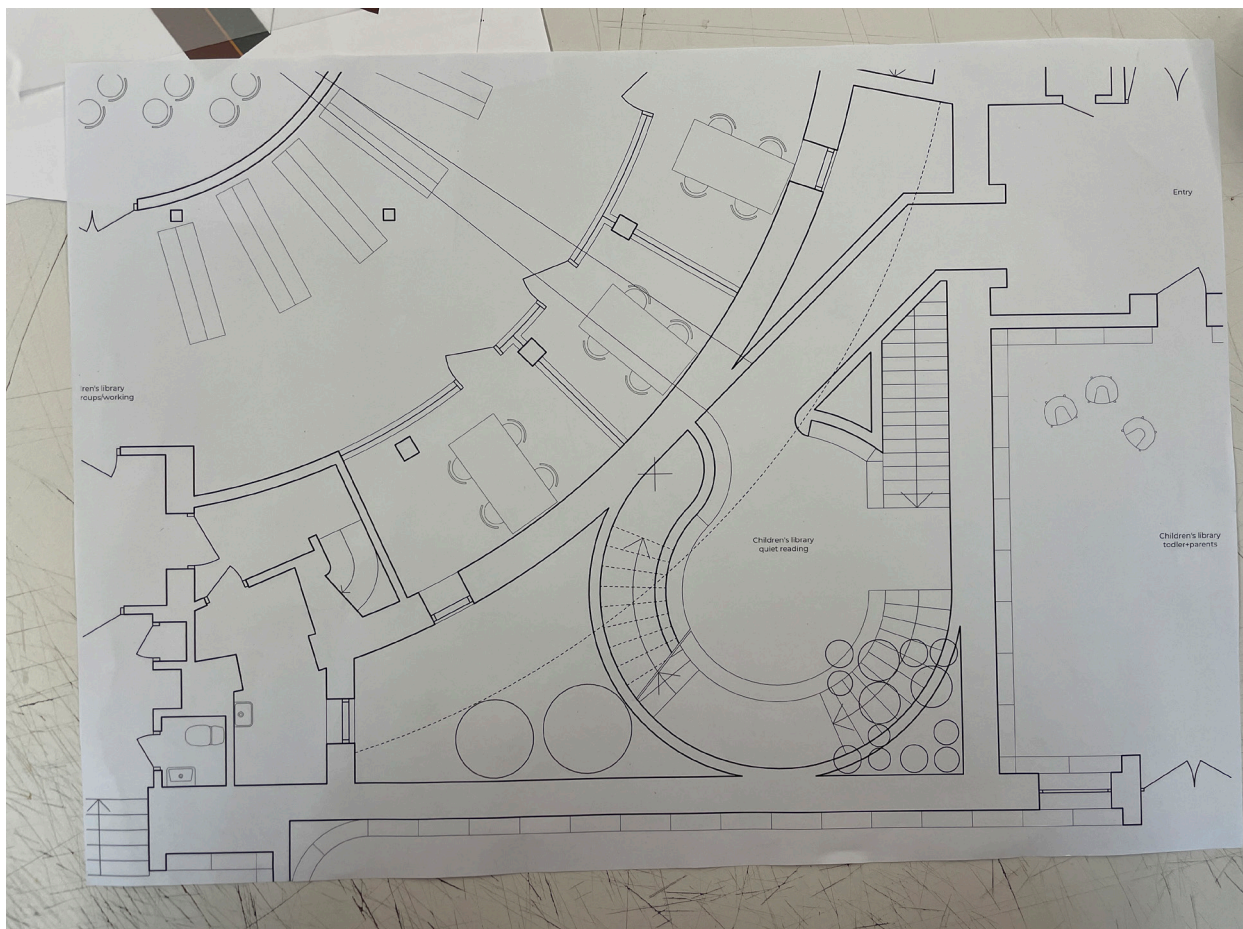 Entry
ren's library
roups/working
Children's library
quiet reading
Children's library
todler+parents